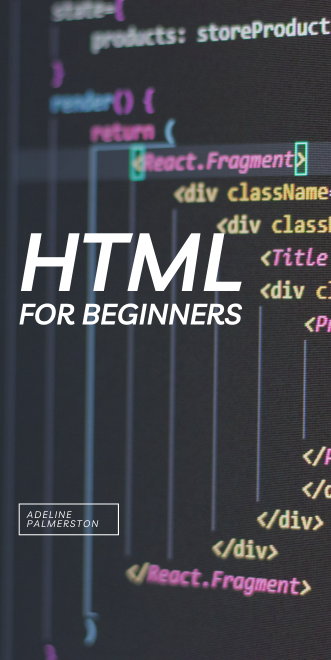 state={
products: storeProduct
}
render() {
return (
<React.Fragment>
<div className=
<div class
<Title
<div cl
HTML
FOR BEGINNERS
<Pr
</P
ADELINE
PALMERSTON
</d
</div>
</div>
</React.Fragment>
)
}